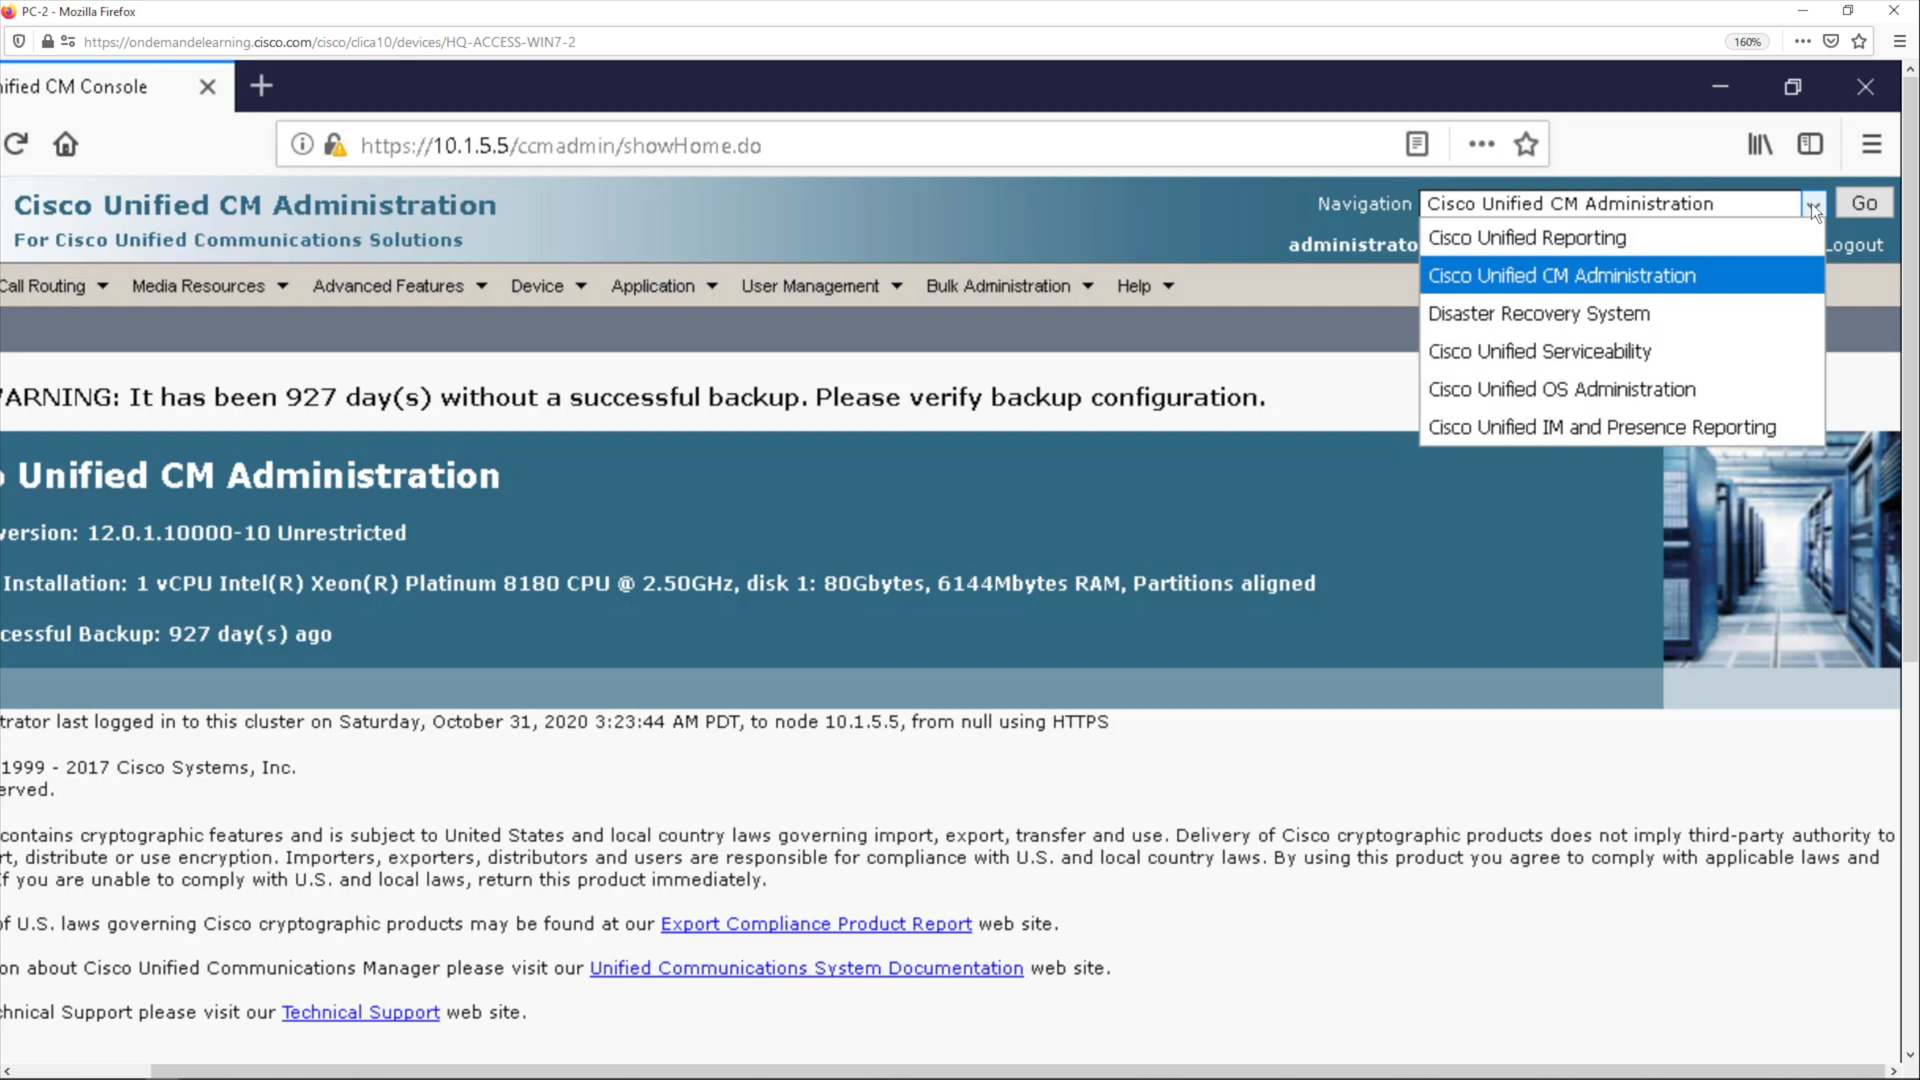 PC-2 - Mozilla Firefox
https://ondemandelearning.cisco.com/cisco/clica10/devices/HQ-ACCESS-WIN7-2
160%
nified CM Console
https://10.1.5.5/ccmadmin/showHome.do
Cisco Unified CM Administration
For Cisco Unified Communications Solutions
Navigation Cisco Unified CM Administration Go
administrato
Logout
Cisco Unified Reporting
Cisco Unified CM Administration
Disaster Recovery System
Cisco Unified Serviceability
Cisco Unified OS Administration
Cisco Unified IM and Presence Reporting
Call Routing Media Resources Advanced Features Device Application User Management Bulk Administration Help
ARNING: It has been 927 day(s) without a successful backup. Please verify backup configuration.
o Unified CM Administration
version: 12.0.1.10000-10 Unrestricted
Installation: 1 vCPU Intel(R) Xeon(R) Platinum 8180 CPU @ 2.50GHz, disk 1: 80Gbytes, 6144Mbytes RAM, Partitions aligned
cessful Backup: 927 day(s) ago
trator last logged in to this cluster on Saturday, October 31, 2020 3:23:44 AM PDT, to node 10.1.5.5, from null using HTTPS
1999 - 2017 Cisco Systems, Inc.
erved.
contains cryptographic features and is subject to United States and local country laws governing import, export, transfer and use. Delivery of Cisco cryptographic products does not imply third-party authority to
rt, distribute or use encryption. Importers, exporters, distributors and users are responsible for compliance with U.S. and local country laws. By using this product you agree to comply with applicable laws and
If you are unable to comply with U.S. and local laws, return this product immediately.
of U.S. laws governing Cisco cryptographic products may be found at our Export Compliance Product Report web site.
on about Cisco Unified Communications Manager please visit our Unified Communications System Documentation web site.
chnical Support please visit our Technical Support web site.